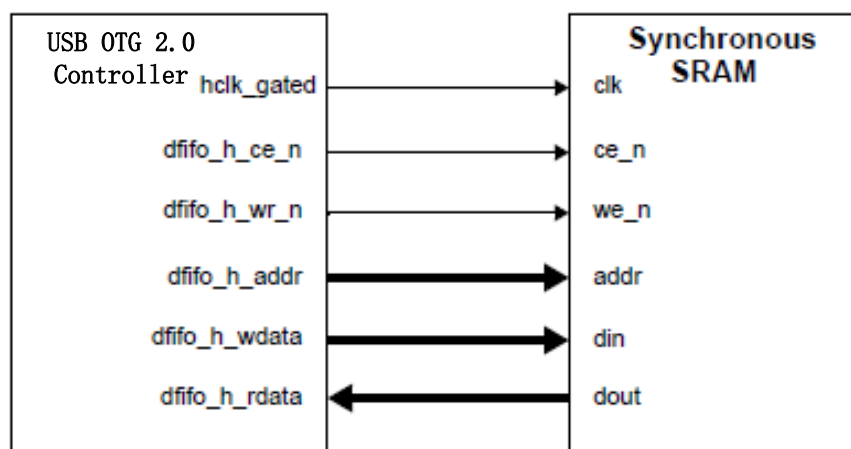 USB OTG 2.0
Controller
Synchronous
SRAM
hclk_gated
clk
dfifo_h_ce_n
ce_n
dfifo_h_wr_n
we_n
dfifo_h_addr
addr
dfifo_h_wdata
din
dfifo_h_rdata
dout